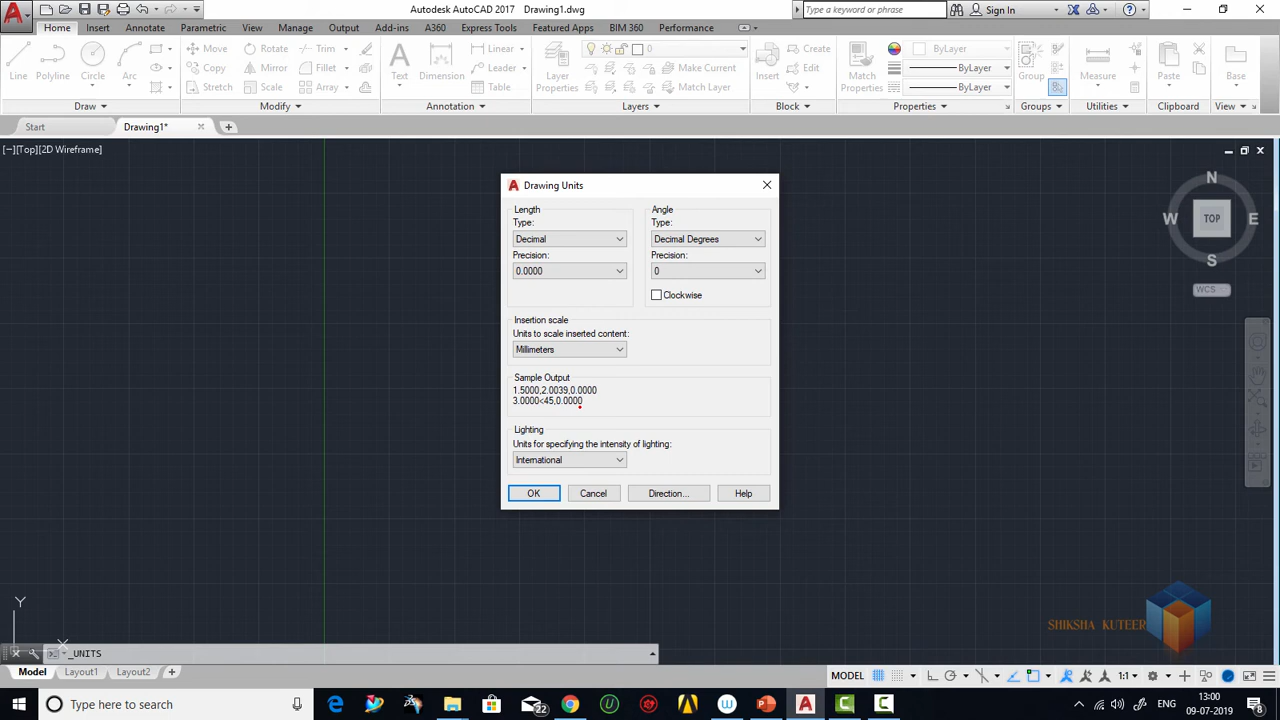 Autodesk AutoCAD 2017 Drawing1.dwg
Type a keyword or phrase
Sign In
Home Insert Annotate Parametric View Manage Output Add-ins A360 Express Tools Featured Apps BIM 360 Performance
Line Polyline Circle Arc
Move Rotate Trim
Copy Mirror Fillet
Stretch Scale Array
Text Dimension
Linear
Leader
Table
Layer Properties
0
Make Current
Match Layer
Insert
Create
Edit
Match Properties
ByLayer
ByLayer
ByLayer
Group
Measure
Paste
Base
Draw Modify Annotation Layers Block Properties Groups Utilities Clipboard View
Start Drawing1*
[−][Top][2D Wireframe]
N
W TOP E
S
WCS
Drawing Units
Length
Type:
Decimal
Precision:
0.0000
Angle
Type:
Decimal Degrees
Precision:
0
Clockwise
Insertion scale
Units to scale inserted content:
Millimeters
Sample Output
1.5000,2.0039,0.0000
3.0000<45,0.0000
Lighting
Units for specifying the intensity of lighting:
International
OK Cancel Direction... Help
Y
X
SHIKSHA KUTEER
_UNITS
Model Layout1 Layout2
MODEL 1:1
Type here to search
22
13:00
09-07-2019
8